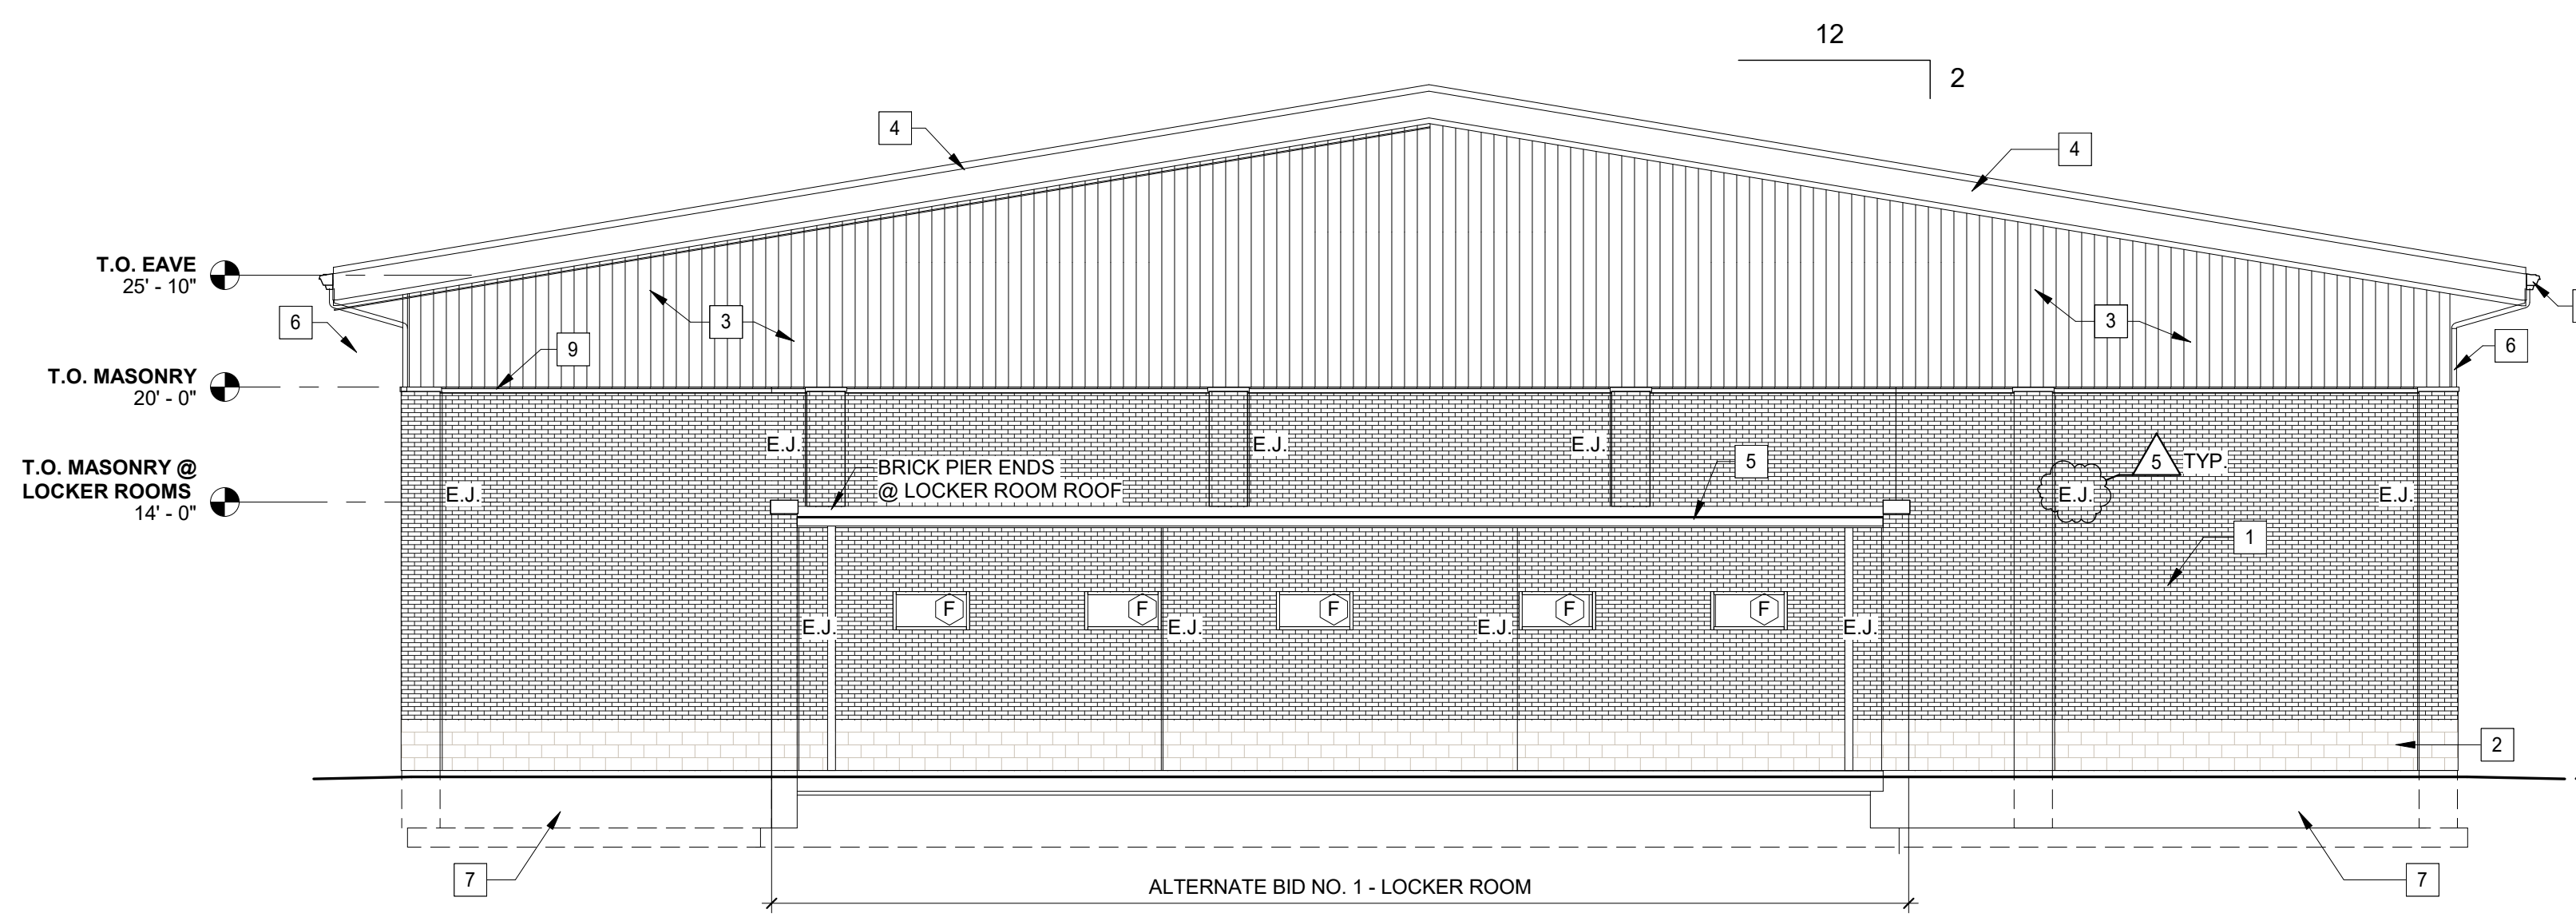 12
2
4
4
T.O. EAVE
25' - 10"
6
3
3
9
6
T.O. MASONRY
20' - 0"
E.J.
E.J.
E.J.
T.O. MASONRY @
LOCKER ROOMS
14' - 0"
E.J.
BRICK PIER ENDS
@ LOCKER ROOM ROOF
5
5
TYP.
E.J.
E.J.
1
F
F
F
F
F
E.J.
E.J.
E.J.
E.J.
2
7
7
ALTERNATE BID NO. 1 - LOCKER ROOM